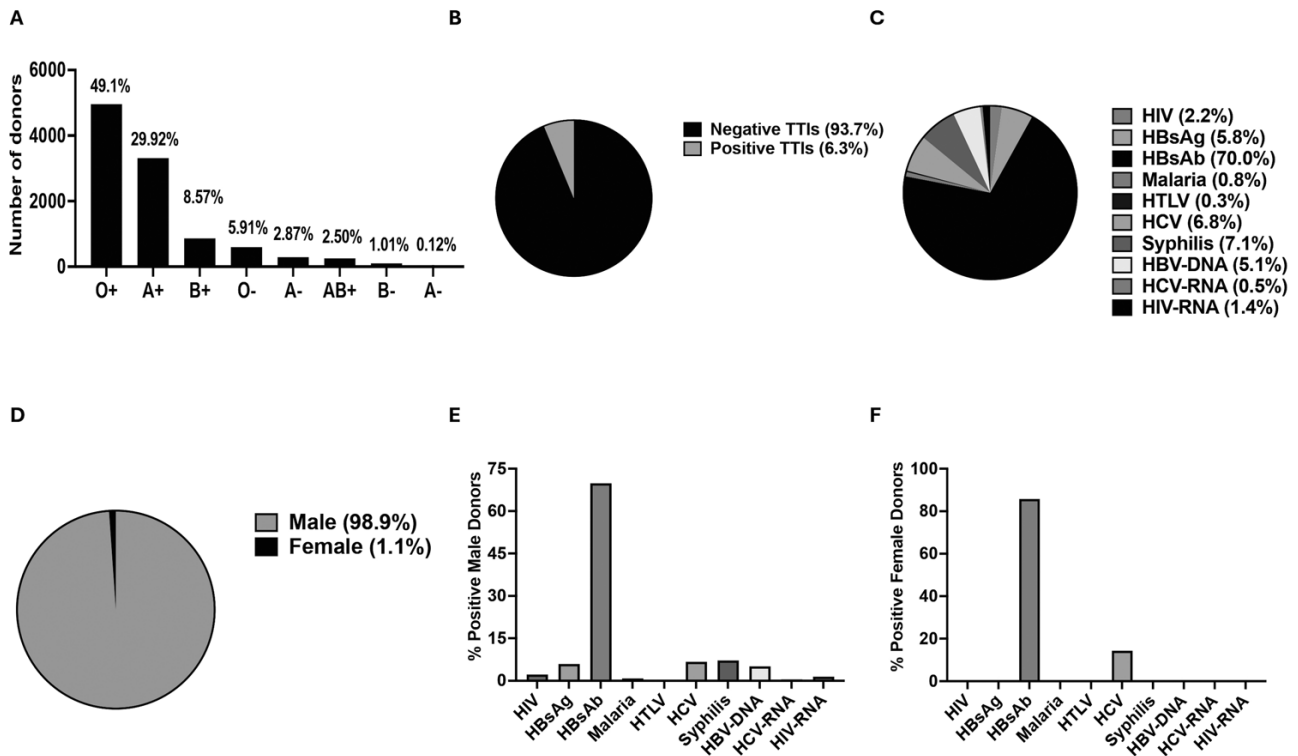 A
Number of donors
6000
4000
2000
0
49.1%
29.92%
8.57%
5.91%
2.87%
2.50%
1.01%
0.12%
O+
A+
B+
O-
A-
AB+
B-
A-
B
Negative TTIs (93.7%)
Positive TTIs (6.3%)
C
HIV (2.2%)
HBsAg (5.8%)
HBsAb (70.0%)
Malaria (0.8%)
HTLV (0.3%)
HCV (6.8%)
Syphilis (7.1%)
HBV-DNA (5.1%)
HCV-RNA (0.5%)
HIV-RNA (1.4%)
D
Male (98.9%)
Female (1.1%)
E
% Positive Male Donors
75
60
45
30
15
0
HIV
HBsAg
HBsAb
Malaria
HTLV
HCV
Syphilis
HBV-DNA
HCV-RNA
HIV-RNA
F
% Positive Female Donors
100
80
60
40
20
0
HIV
HBsAg
HBsAb
Malaria
HTLV
HCV
Syphilis
HBV-DNA
HCV-RNA
HIV-RNA